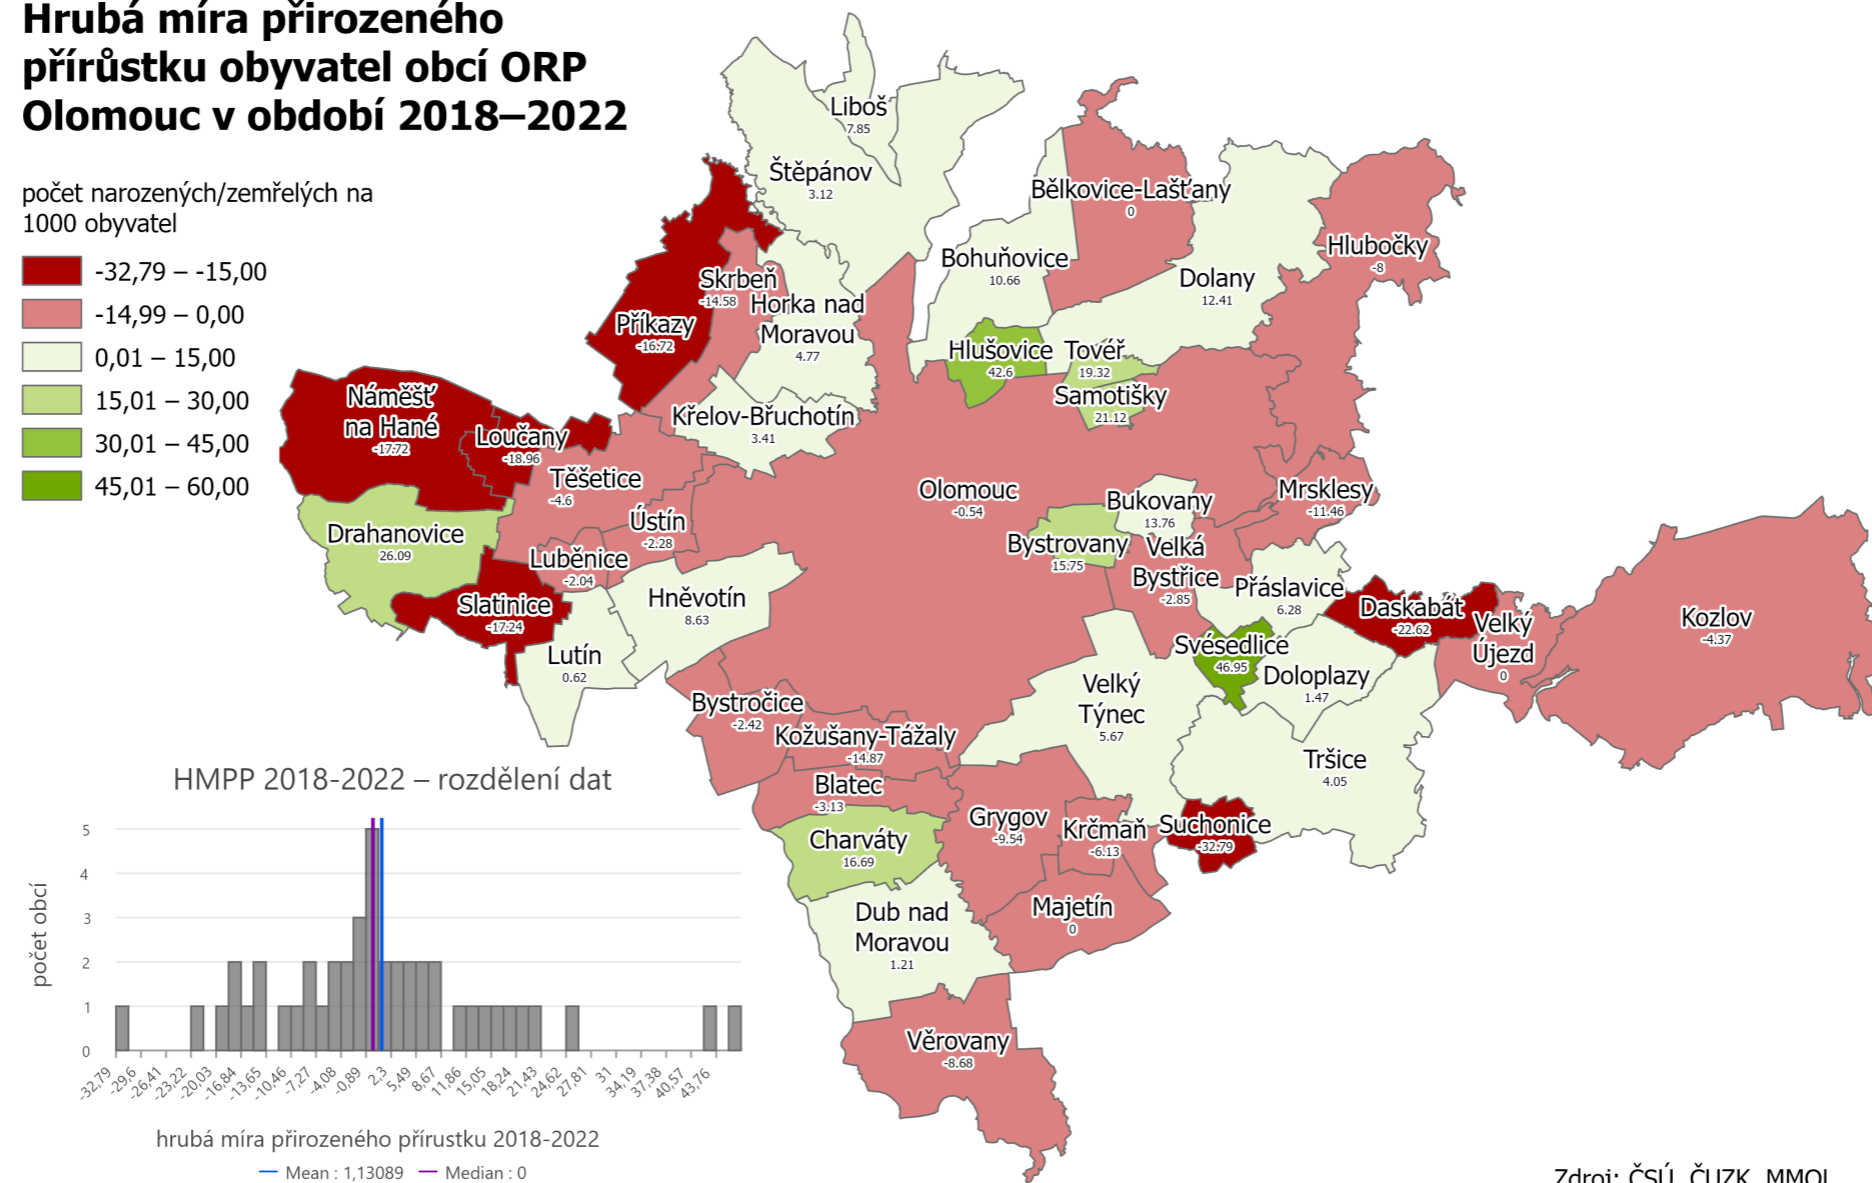 Hrubá míra přirozeného
přírůstku obyvatel obcí ORP
Olomouc v období 2018–2022
počet narozených/zemřelých na
1000 obyvatel
-32,79 – -15,00
-14,99 – 0,00
0,01 – 15,00
15,01 – 30,00
30,01 – 45,00
45,01 – 60,00
Liboš
7.85
Štěpánov
3.12
Bělkovice-Lašťany
0
Hlubočky
-8
Bohuňovice
10.66
Dolany
12.41
Skrbeň
-14.58
Horka nad
Moravou
4.77
Příkazy
-16.72
Hlušovice
42.6
Tovéř
19.32
Samotišky
21.12
Náměšť
na Hané
-17.72
Loučany
-18.96
Křelov-Břuchotín
3.41
Těšetice
-4.6
Olomouc
-0.54
Bukovany
13.76
Mrsklesy
-11.46
Drahanovice
26.09
Ústín
-2.28
Luběnice
-2.04
Bystrovany
15.75
Velká
Bystřice
-2.85
Přáslavice
6.28
Slatinice
-17.24
Hněvotín
8.63
Daskabát
-22.62
Velký
Újezd
0
Kozlov
-4.37
Lutín
0.62
Svésedlice
46.95
Doloplazy
1.47
Velký
Týnec
5.67
Bystročice
-2.42
Kožušany-Tážaly
-14.87
Tršice
4.05
Blatec
-3.13
Charváty
16.69
Grygov
-9.54
Krčmaň
-6.13
Suchonice
-32.79
Majetín
0
Dub nad
Moravou
1.21
Věrovany
-8.68
HMPP 2018-2022 – rozdělení dat
počet obcí
5
4
3
2
1
0
-32,79 -29,6 -26,41 -23,22 -20,03 -16,84 -13,65 -10,46 -7,27 -4,08 -0,89 2,3 5,49 8,67 11,86 15,05 18,24 21,43 24,62 27,81 31 34,19 37,38 40,57 43,76
hrubá míra přirozeného přírustku 2018-2022
Mean : 1,13089 Median : 0
Zdroj: ČSÚ, ČUZK, MMOL